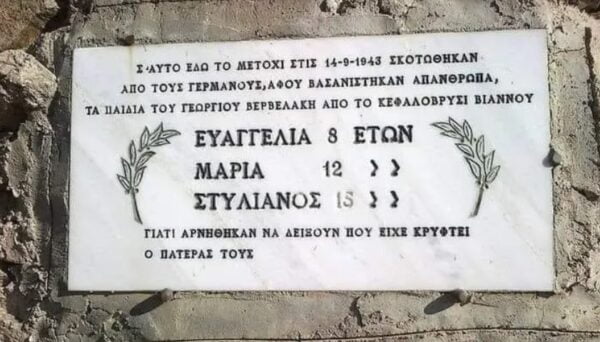 Σ'ΑΥΤΟ ΕΔΩ ΤΟ ΜΕΤΟΧΙ ΣΤΙΣ 14-9-1943 ΣΚΟΤΩΘΗΚΑΝ
ΑΠΟ ΤΟΥΣ ΓΕΡΜΑΝΟΥΣ, ΑΦΟΥ ΒΑΣΑΝΙΣΤΗΚΑΝ ΑΠΑΝΘΡΩΠΑ,
ΤΑ ΠΑΙΔΙΑ ΤΟΥ ΓΕΩΡΓΙΟΥ ΒΕΡΒΕΛΑΚΗ ΑΠΟ ΤΟ ΚΕΦΑΛΟΒΡΥΣΙ ΒΙΑΝΝΟΥ
ΕΥΑΓΓΕΛΙΑ 8 ΕΤΩΝ
ΜΑΡΙΑ 12 〉〉
ΣΤΥΛΙΑΝΟΣ 15 〉〉
ΓΙΑΤΙ ΑΡΝΗΘΗΚΑΝ ΝΑ ΔΕΙΞΟΥΝ ΠΟΥ ΕΙΧΕ ΚΡΥΦΤΕΙ
Ο ΠΑΤΕΡΑΣ ΤΟΥΣ